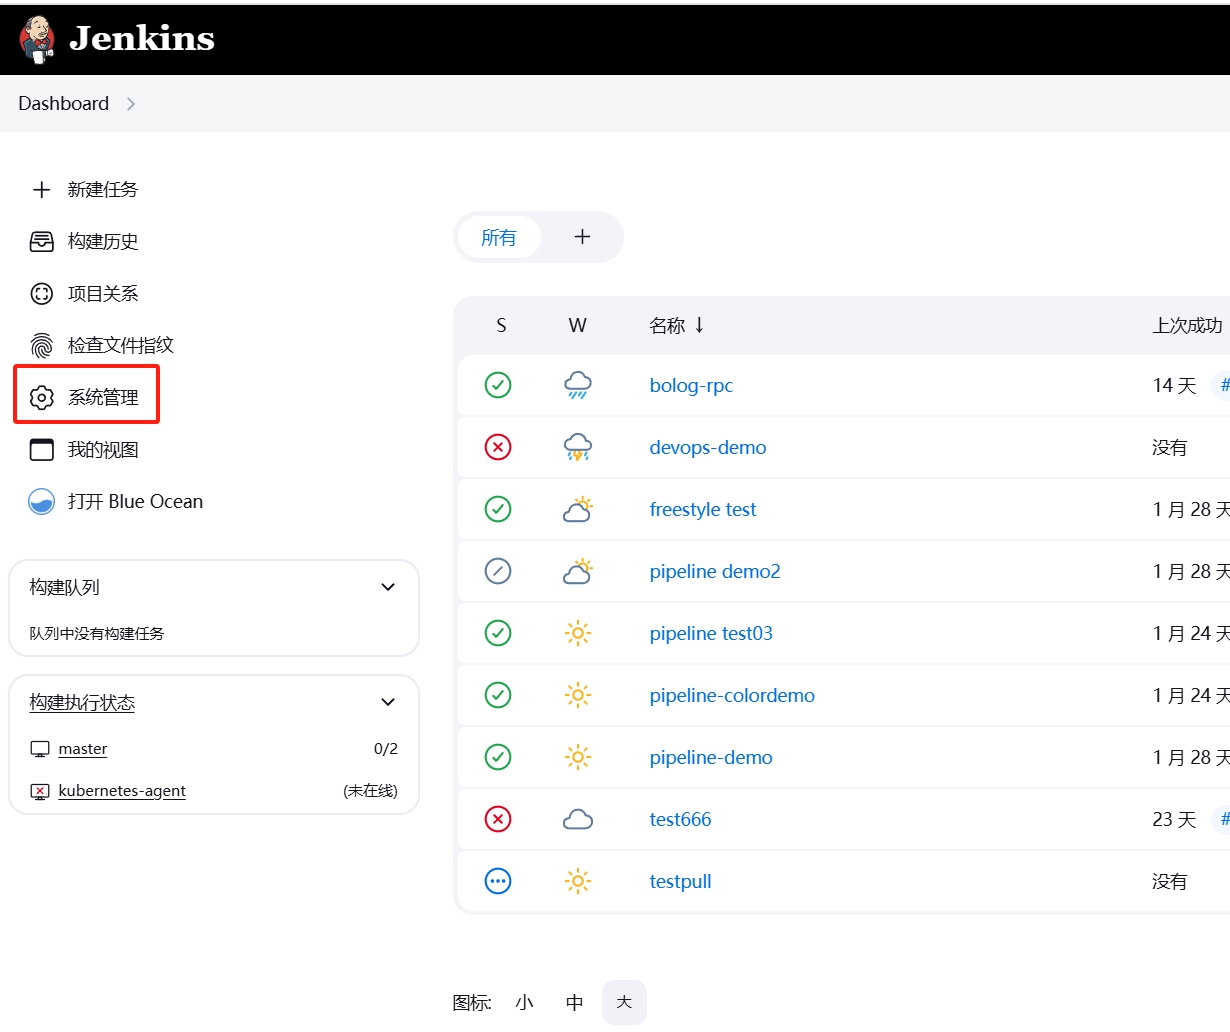 Jenkins
Dashboard
新建任务
构建历史
项目关系
检查文件指纹
系统管理
我的视图
打开 Blue Ocean
构建队列
队列中没有构建任务
构建执行状态
master 0/2
kubernetes-agent (未在线)
所有 +
S W 名称 ↓ 上次成功
bolog-rpc 14 天 #
devops-demo 没有
freestyle test 1 月 28 天
pipeline demo2 1 月 28 天
pipeline test03 1 月 24 天
pipeline-colordemo 1 月 24 天
pipeline-demo 1 月 28 天
test666 23 天 #
testpull 没有
图标: 小 中 大